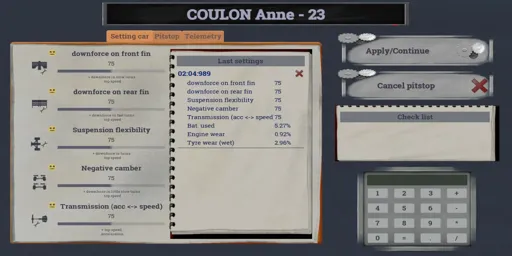 COULON Anne - 23
Setting car
Pitstop
Telemetry
downforce on front fin
75
downforce on rear fin
75
Suspension flexibility
75
Negative camber
75
Transmission (acc <-> speed)
75
Last settings
02:04:989
downforce on front fin 75
downforce on rear fin 75
Suspension flexibility 75
Negative camber 75
Transmission (acc <-> speed 75
Bat. used 5.27%
Engine wear 0.92%
Tyre wear (wet) 2.96%
Apply/Continue
Cancel pitstop
Check list
1 2 3 +
4 5 6 -
7 8 9 *
0 = . /